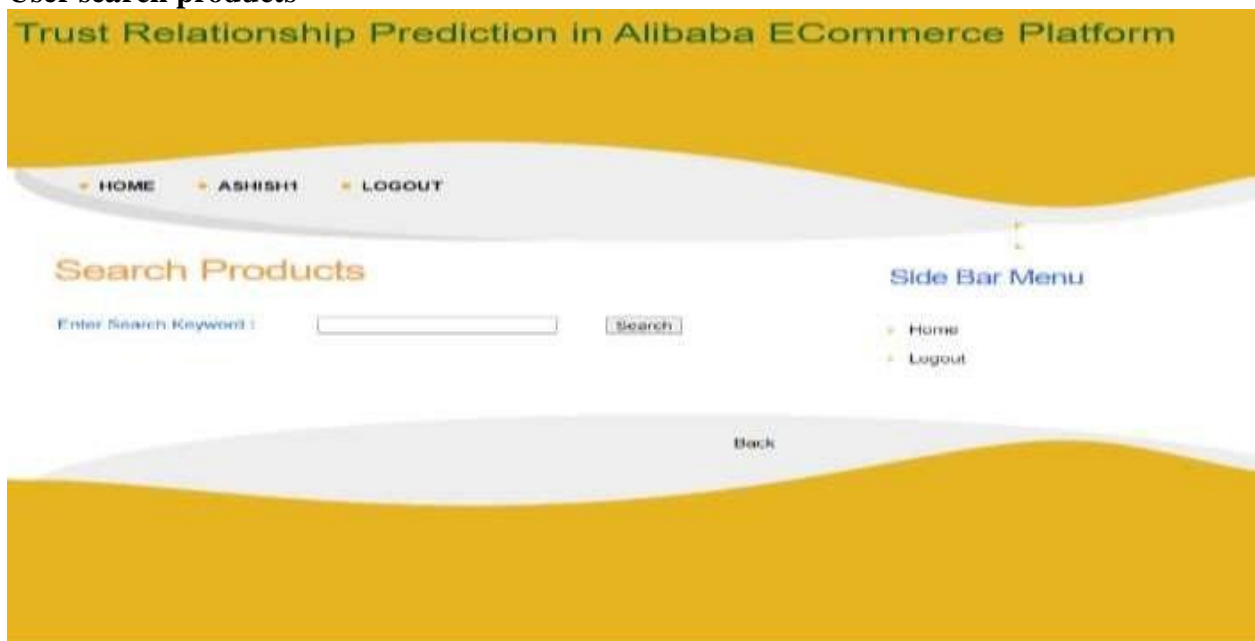 User search products
Trust Relationship Prediction in Alibaba ECommerce Platform
HOME ASHISH1 LOGOUT
Search Products
Side Bar Menu
Enter Search Keyword :
Search
Home
Logout
Back